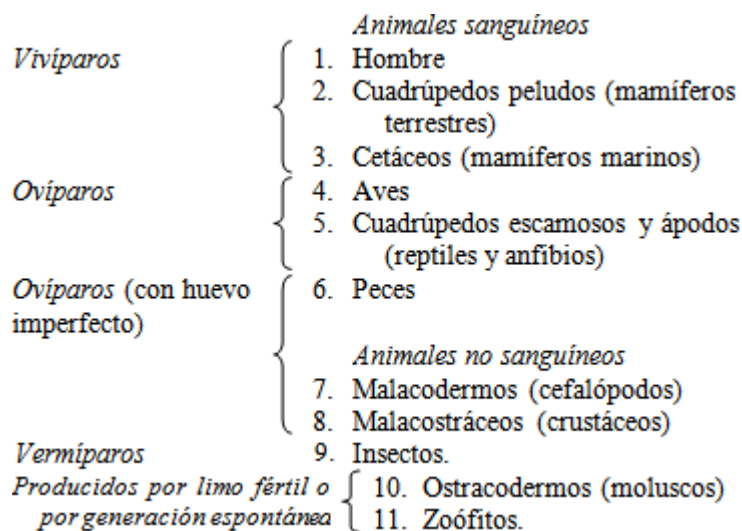 Animales sanguíneos
Vivíparos
1. Hombre
2. Cuadrúpedos peludos (mamíferos
terrestres)
3. Cetáceos (mamíferos marinos)
Ovíparos
4. Aves
5. Cuadrúpedos escamosos y ápodos
(reptiles y anfibios)
Ovíparos (con huevo
imperfecto)
6. Peces
Animales no sanguíneos
7. Malacodermos (cefalópodos)
8. Malacostráceos (crustáceos)
Vermíparos
9. Insectos.
Producidos por limo fértil o
por generación espontánea
10. Ostracodermos (moluscos)
11. Zoófitos.